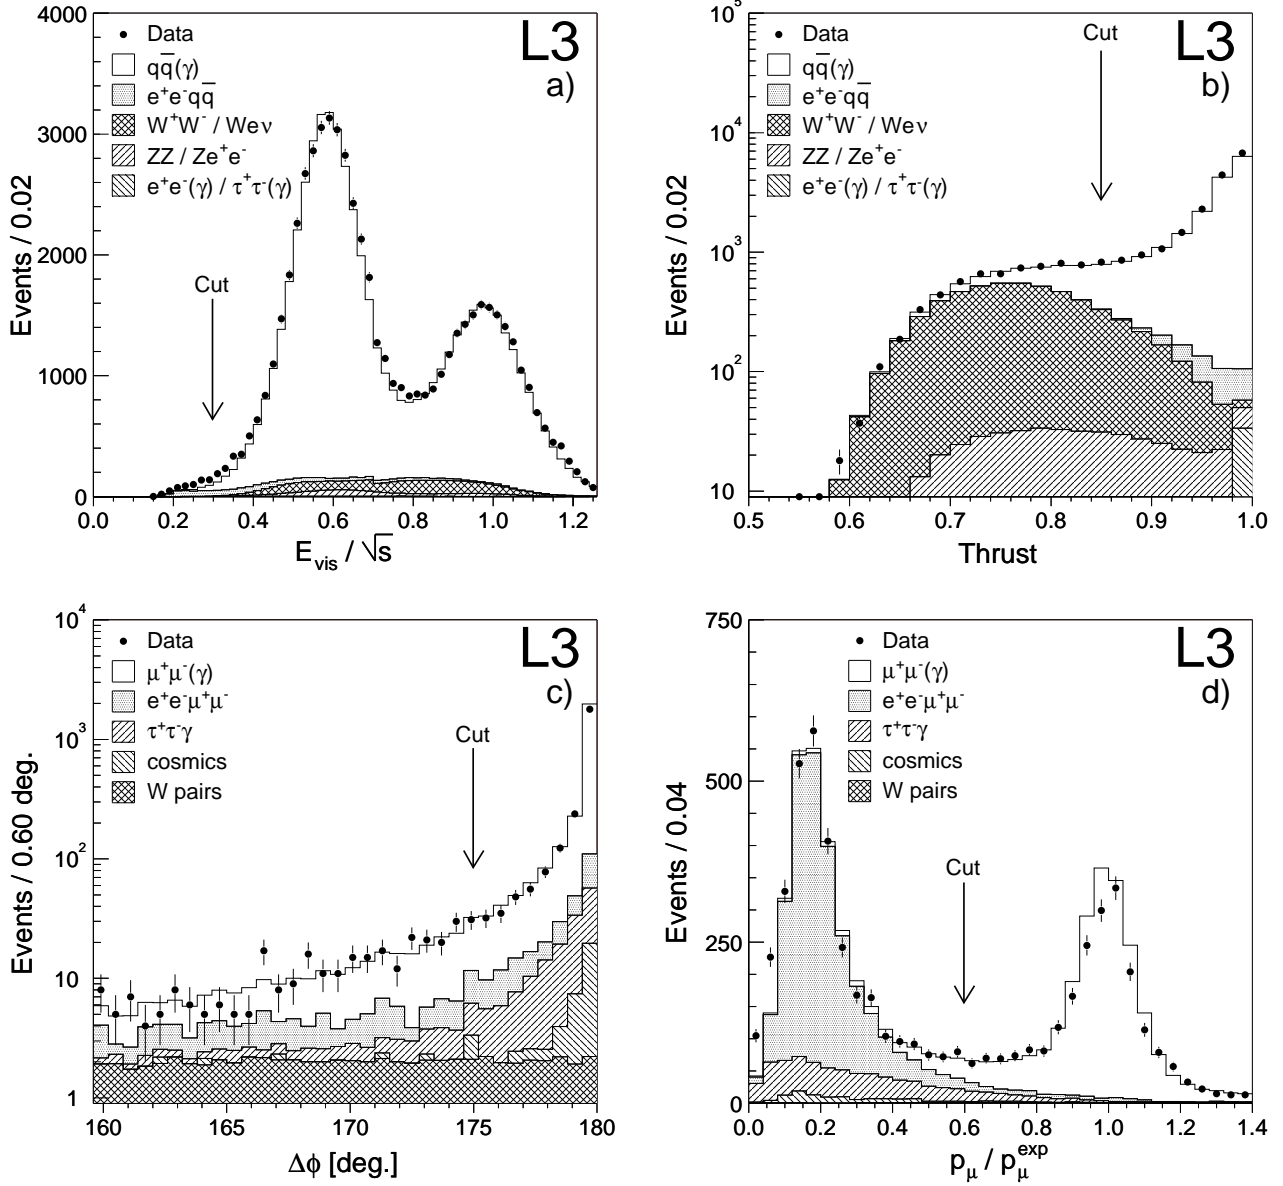 L3
a)
Data
qq̅(γ)
e⁺e⁻qq̅
W⁺W⁻ / Weν
ZZ / Ze⁺e⁻
e⁺e⁻(γ) / τ⁺τ⁻(γ)
Cut
Events / 0.02
4000
3000
2000
1000
0
0.0 0.2 0.4 0.6 0.8 1.0 1.2
E_vis / √s
L3
b)
Data
qq̅(γ)
e⁺e⁻qq̅
W⁺W⁻ / Weν
ZZ / Ze⁺e⁻
e⁺e⁻(γ) / τ⁺τ⁻(γ)
Cut
Events / 0.02
10⁵
10⁴
10³
10²
10
0.5 0.6 0.7 0.8 0.9 1.0
Thrust
L3
c)
Data
μ⁺μ⁻(γ)
e⁺e⁻μ⁺μ⁻
τ⁺τ⁻γ
cosmics
W pairs
Cut
Events / 0.60 deg.
10⁴
10³
10²
10
1
160 165 170 175 180
Δϕ [deg.]
L3
d)
Data
μ⁺μ⁻(γ)
e⁺e⁻μ⁺μ⁻
τ⁺τ⁻γ
cosmics
W pairs
Cut
Events / 0.04
750
500
250
0
0.0 0.2 0.4 0.6 0.8 1.0 1.2 1.4
p_μ / p_μ^exp